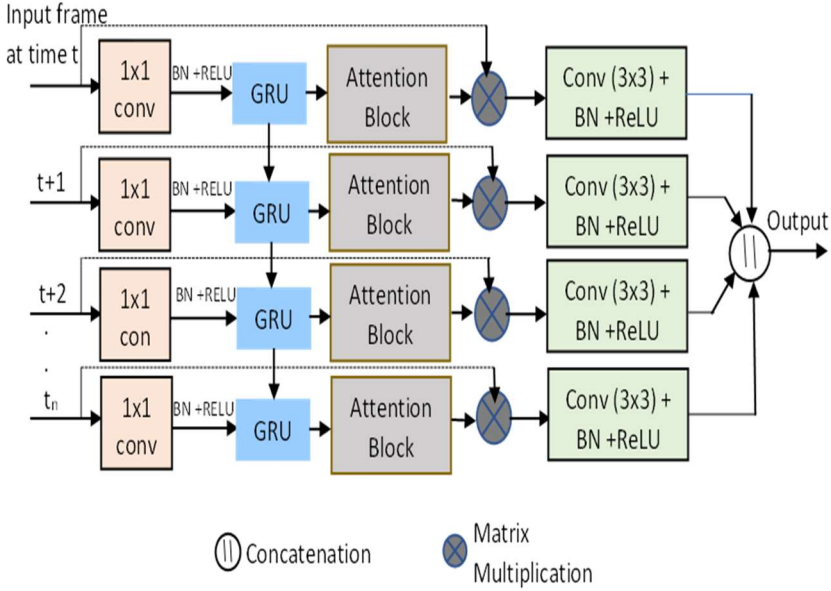 Input frame
at time t
1x1
conv
BN +RELU
GRU
Attention
Block
Conv (3x3) +
BN +ReLU
t+1
1x1
conv
BN +RELU
GRU
Attention
Block
Conv (3x3) +
BN +ReLU
Output
||
t+2
1x1
con
BN +RELU
GRU
Attention
Block
Conv (3x3) +
BN +ReLU
.
.
tn
1x1
conv
BN +RELU
GRU
Attention
Block
Conv (3x3) +
BN +ReLU
|| Concatenation
Matrix
Multiplication